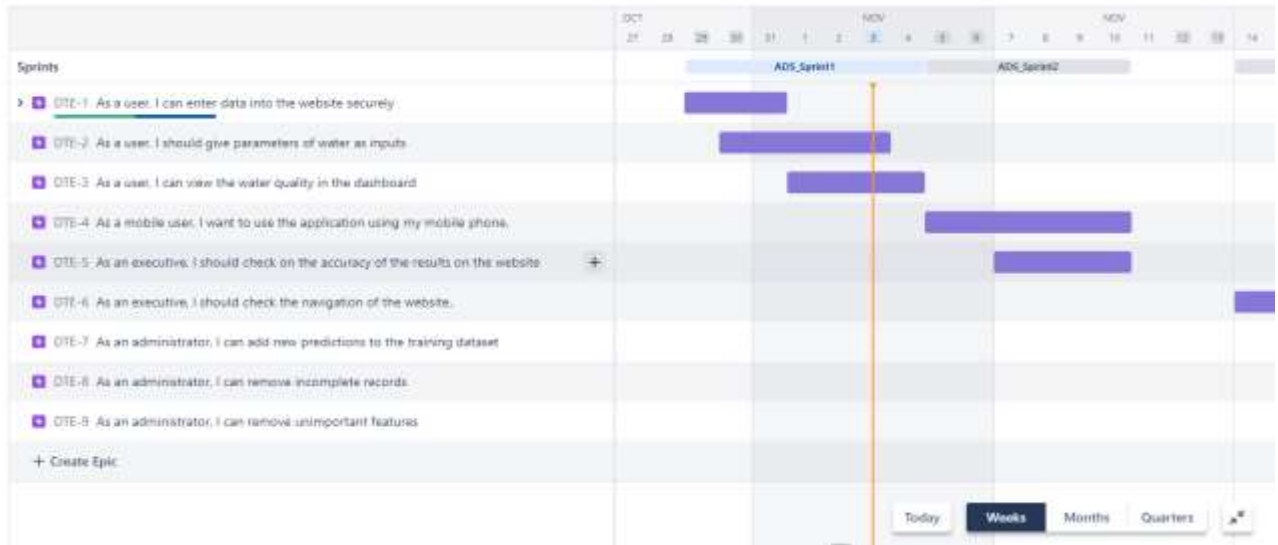 OCT NOV NOV
27 28 29 30 31 1 2 3 4 5 6 7 8 9 10 11 12 13 14
Sprints ADS_Sprint1 ADS_Sprint2
DTE-1 As a user, I can enter data into the website securely
DTE-2 As a user, I should give parameters of water as inputs
DTE-3 As a user, I can view the water quality in the dashboard
DTE-4 As a mobile user, I want to use the application using my mobile phone.
DTE-5 As an executive, I should check on the accuracy of the results on the website +
DTE-6 As an executive, I should check the navigation of the website.
DTE-7 As an administrator, I can add new predictions to the training dataset
DTE-8 As an administrator, I can remove incomplete records
DTE-9 As an administrator, I can remove unimportant features
+ Create Epic
Today Weeks Months Quarters